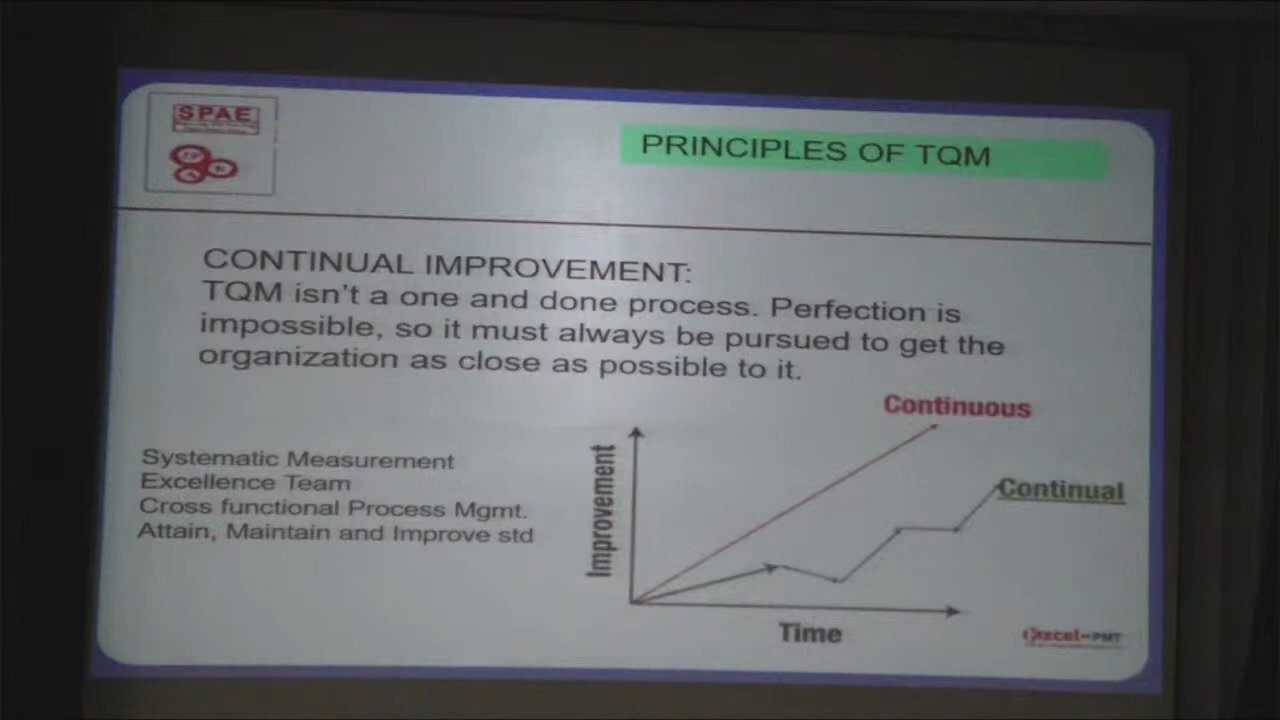 SPAE
PRINCIPLES OF TQM
CONTINUAL IMPROVEMENT:
TQM isn't a one and done process. Perfection is
impossible, so it must always be pursued to get the
organization as close as possible to it.
Systematic Measurement
Excellence Team
Cross functional Process Mgmt.
Attain, Maintain and Improve std
Continuous
Continual
Improvement
Time
excel-PMT